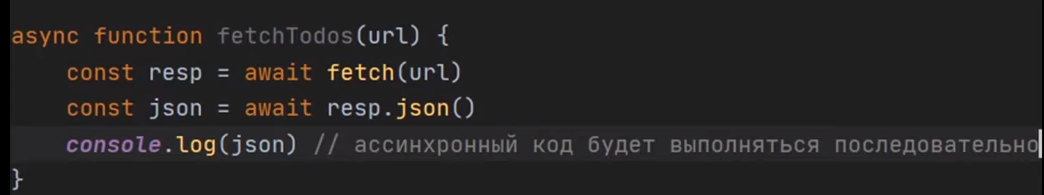 async function fetchTodos(url) {
    const resp = await fetch(url)
    const json = await resp.json()
    console.log(json) // ассинхронный код будет выполняться последовательно
}